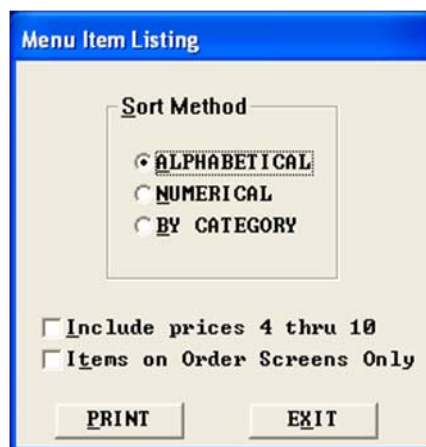 Menu Item Listing
Sort Method
ALPHABETICAL
NUMERICAL
BY CATEGORY
Include prices 4 thru 10
Items on Order Screens Only
PRINT EXIT